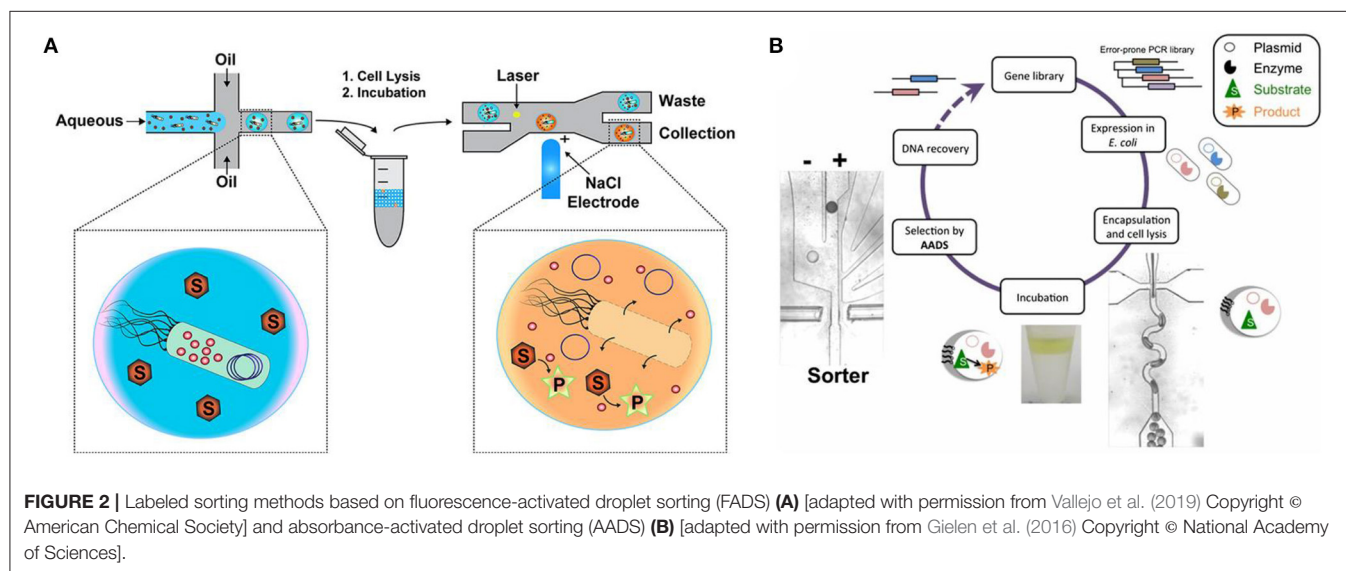 A
Oil
Aqueous
Oil
1. Cell Lysis
2. Incubation
Laser
Waste
Collection
+
NaCl
Electrode
S
S
S
S
S
S
P
P
B
Error-prone PCR library
Plasmid
Enzyme
S Substrate
P Product
Gene library
Expression in
E. coli
Encapsulation
and cell lysis
Incubation
Selection by
AADS
DNA recovery
- +
Sorter
S
S P
FIGURE 2 | Labeled sorting methods based on fluorescence-activated droplet sorting (FADS) (A) [adapted with permission from Vallejo et al. (2019) Copyright ©
American Chemical Society] and absorbance-activated droplet sorting (AADS) (B) [adapted with permission from Gielen et al. (2016) Copyright © National Academy
of Sciences].